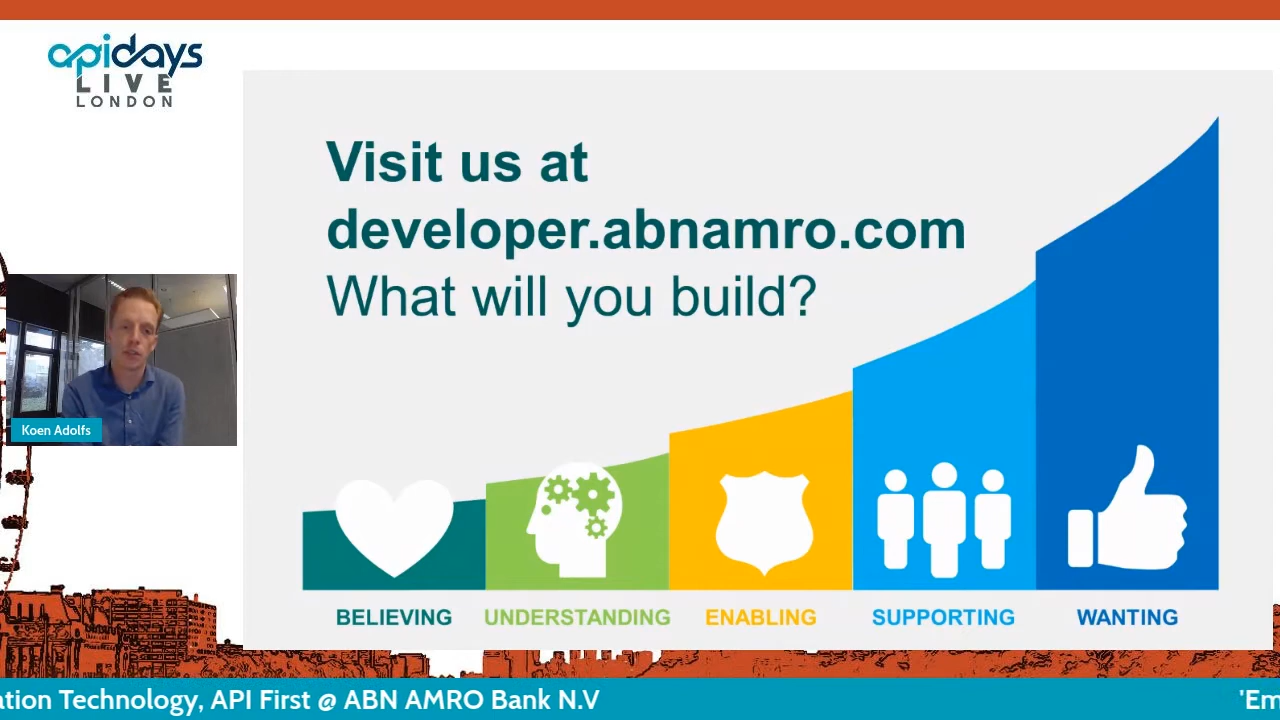 apidays
LIVE
LONDON
Visit us at
developer.abnamro.com
What will you build?
Koen Adolfs
BELIEVING
UNDERSTANDING
ENABLING
SUPPORTING
WANTING
ation Technology, API First @ ABN AMRO Bank N.V
'Em